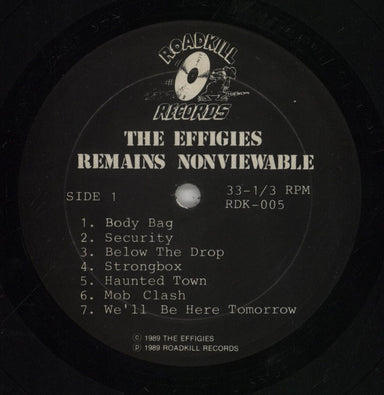 ROADKILL
RECORDS
THE EFFIGIES
REMAINS NONVIEWABLE
SIDE 1
33-1/3 RPM
RDK-005
1. Body Bag
2. Security
3. Below The Drop
4. Strongbox
5. Haunted Town
6. Mob Clash
7. We'll Be Here Tomorrow
© 1989 THE EFFIGIES
℗ 1989 ROADKILL RECORDS